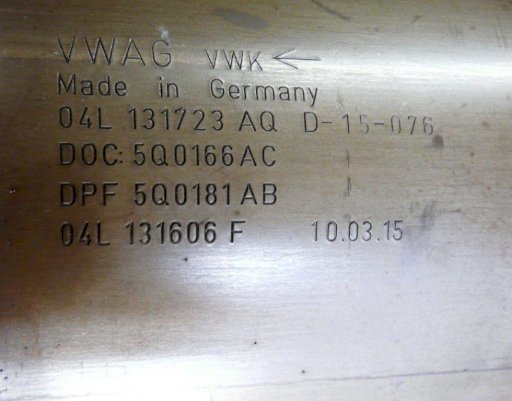 VWAG VWK ←
Made in Germany
04L 131723 AQ D-15-076
DOC: 5Q0166AC
DPF 5Q0181AB
04L 131606 F 10.03.15